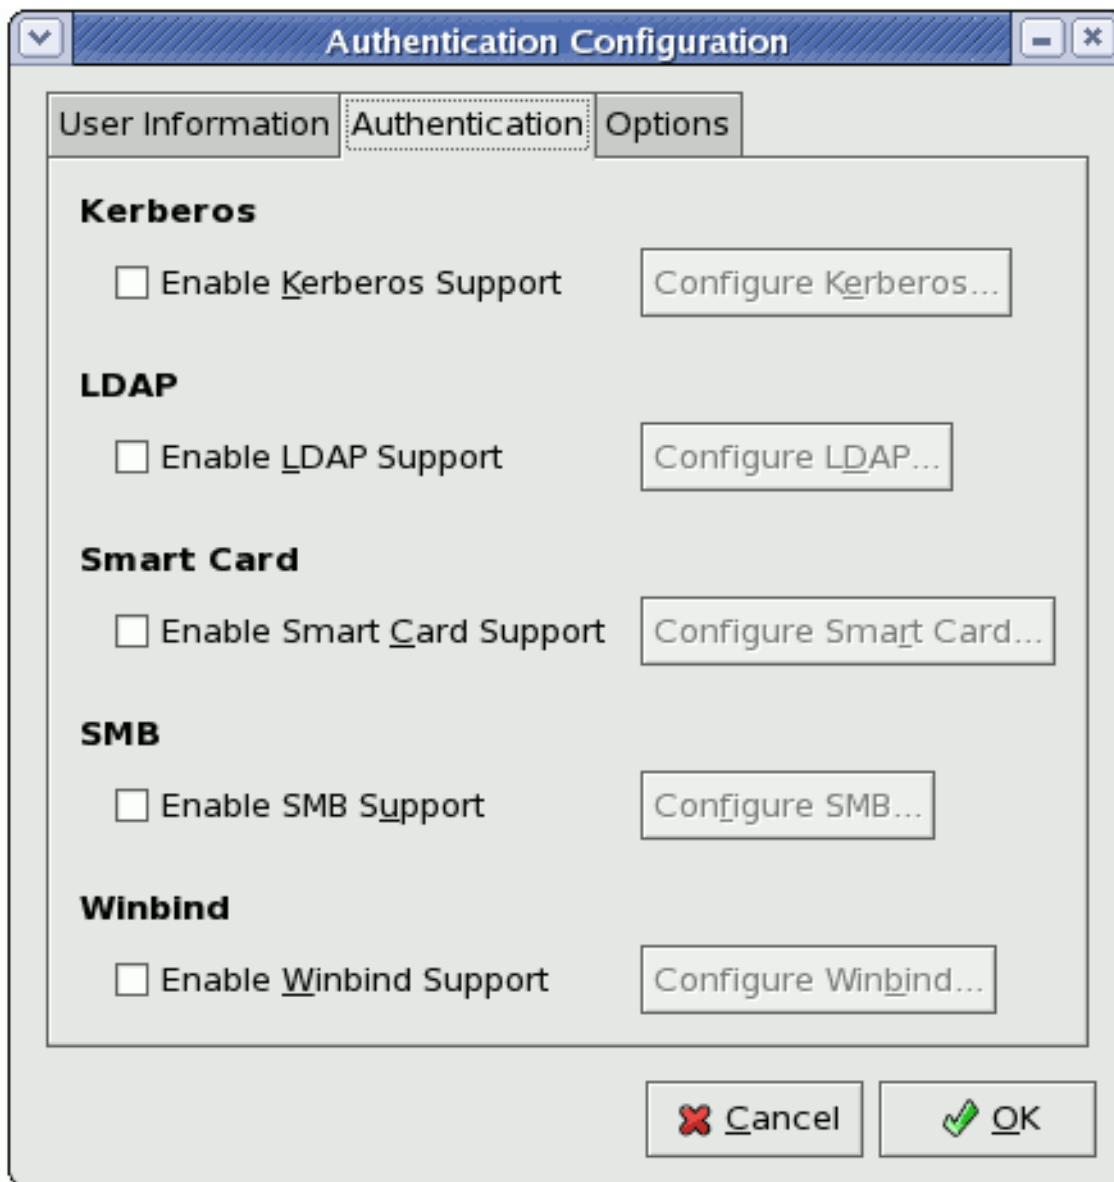 Authentication Configuration
User Information Authentication Options
Kerberos
Enable Kerberos Support Configure Kerberos...
LDAP
Enable LDAP Support Configure LDAP...
Smart Card
Enable Smart Card Support Configure Smart Card...
SMB
Enable SMB Support Configure SMB...
Winbind
Enable Winbind Support Configure Winbind...
Cancel OK